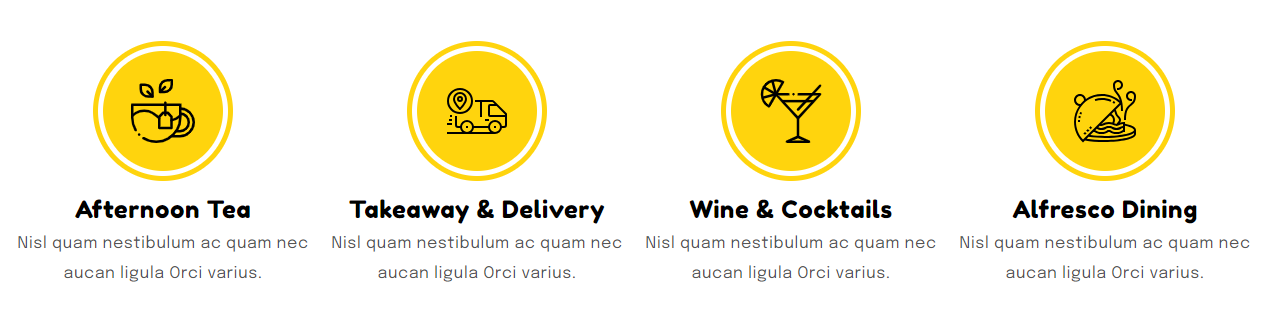 Afternoon Tea
Nisl quam nestibulum ac quam nec
aucan ligula Orci varius.
Takeaway & Delivery
Nisl quam nestibulum ac quam nec
aucan ligula Orci varius.
Wine & Cocktails
Nisl quam nestibulum ac quam nec
aucan ligula Orci varius.
Alfresco Dining
Nisl quam nestibulum ac quam nec
aucan ligula Orci varius.